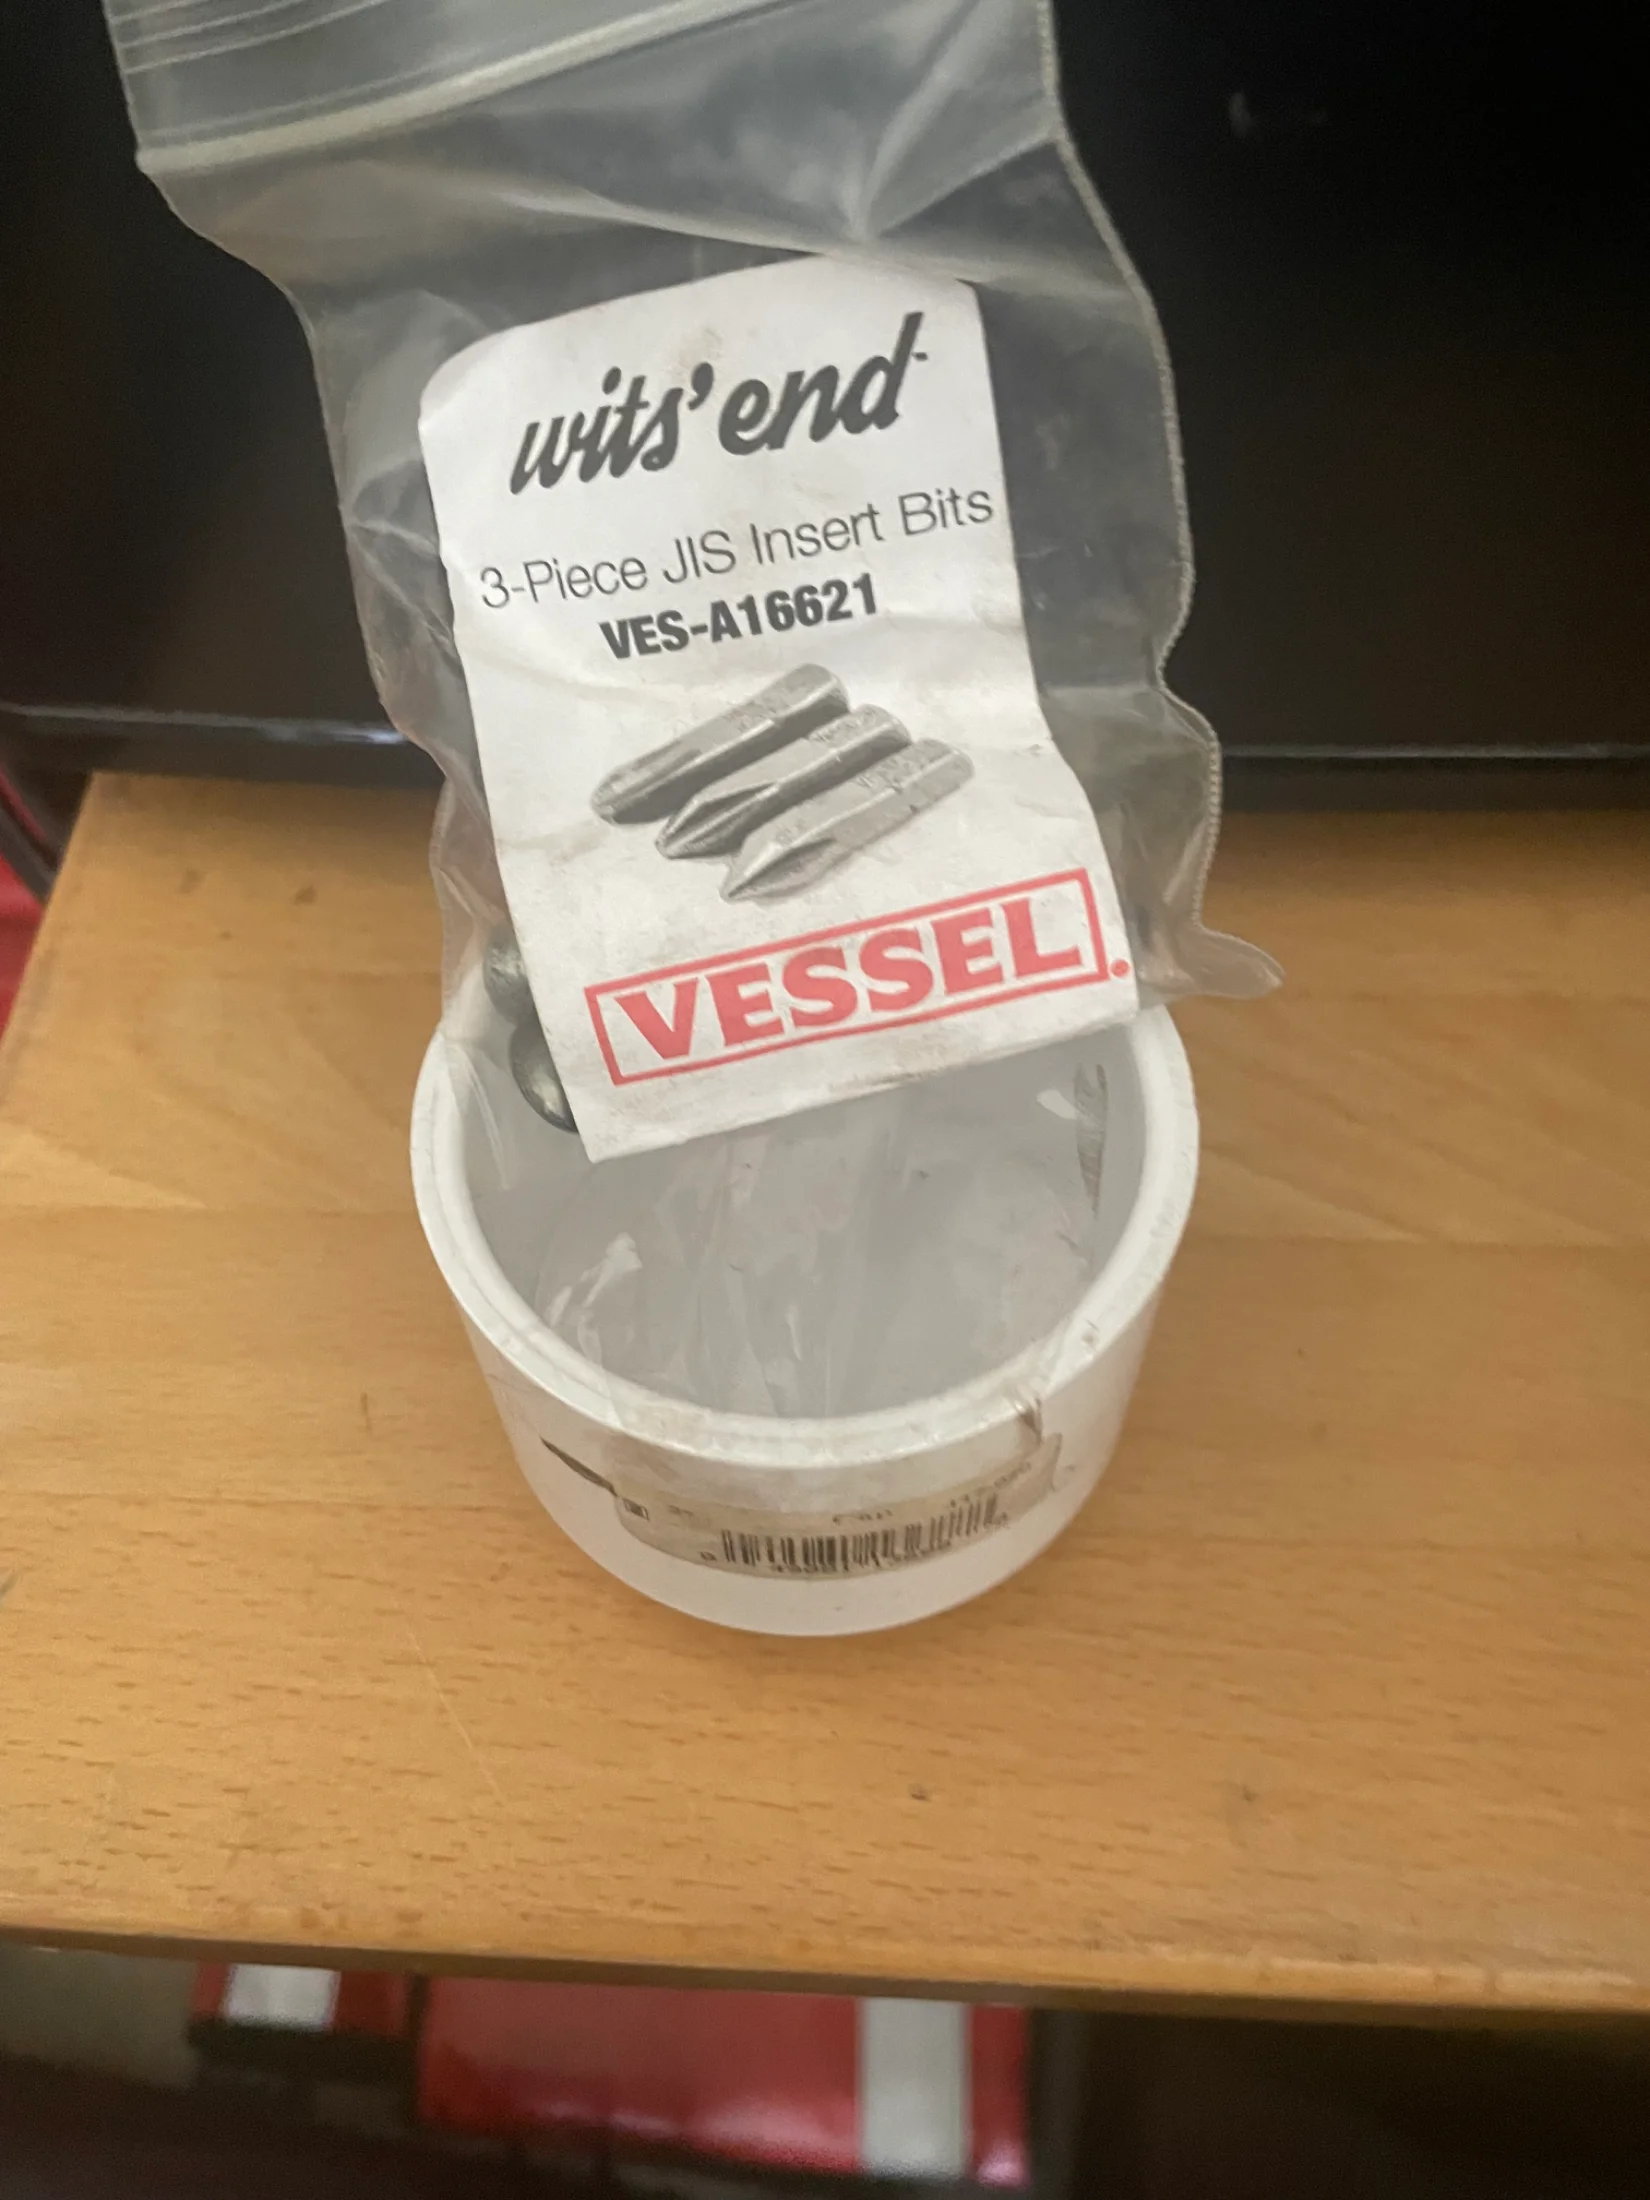 wits' end
3-Piece JIS Insert Bits
VES-A16621
VESSEL.